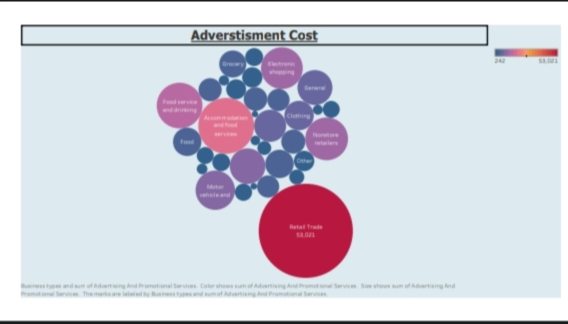 Adverstisment Cost
242 53,021
Grocery
Electronic
shopping
General
Food service
and drinking
Accommodation
and food
services
Clothing
Nonstore
retailers
Food
Other
Motor
vehicle and
Retail Trade
53,021
Business types and sum of Advertising And Promotional Services. Color shows sum of Advertising And Promotional Services. Size shows sum of Advertising And
Promotional Services. The marks are labeled by Business types and sum of Advertising And Promotional Services.